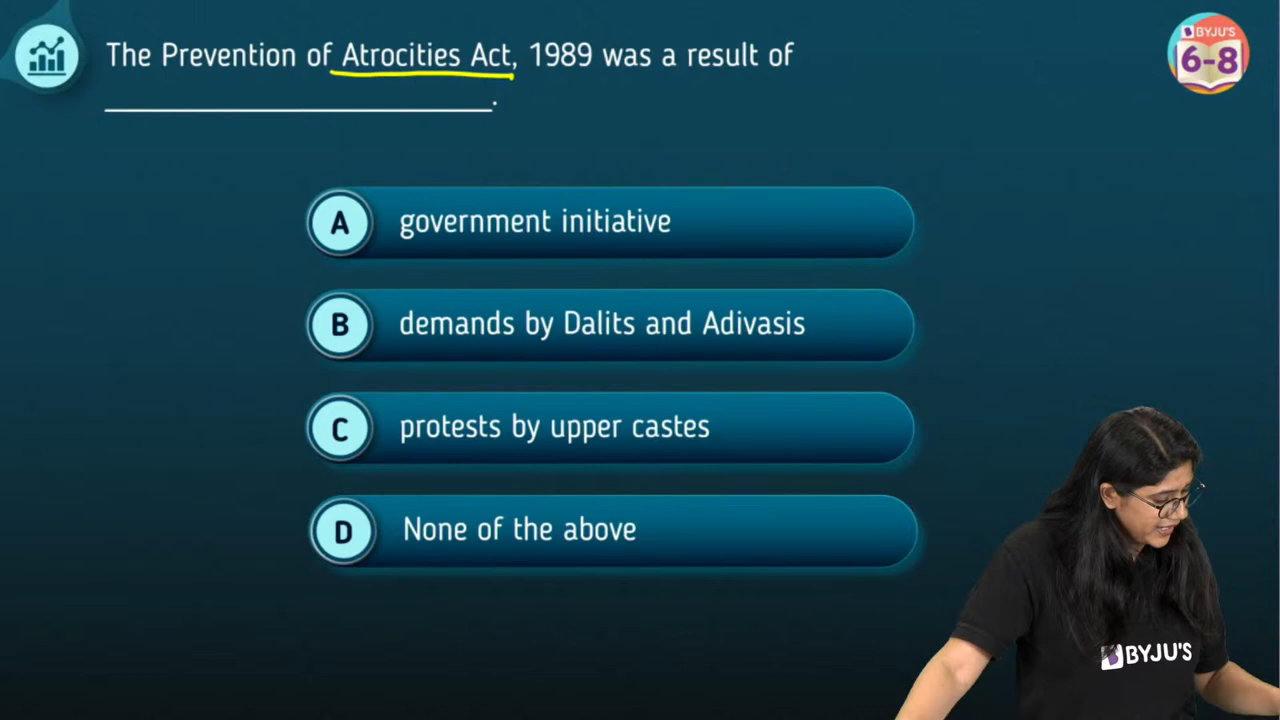 The Prevention of Atrocities Act, 1989 was a result of
____________________.
BYJU'S
6-8
A government initiative
B demands by Dalits and Adivasis
C protests by upper castes
D None of the above
BYJU'S